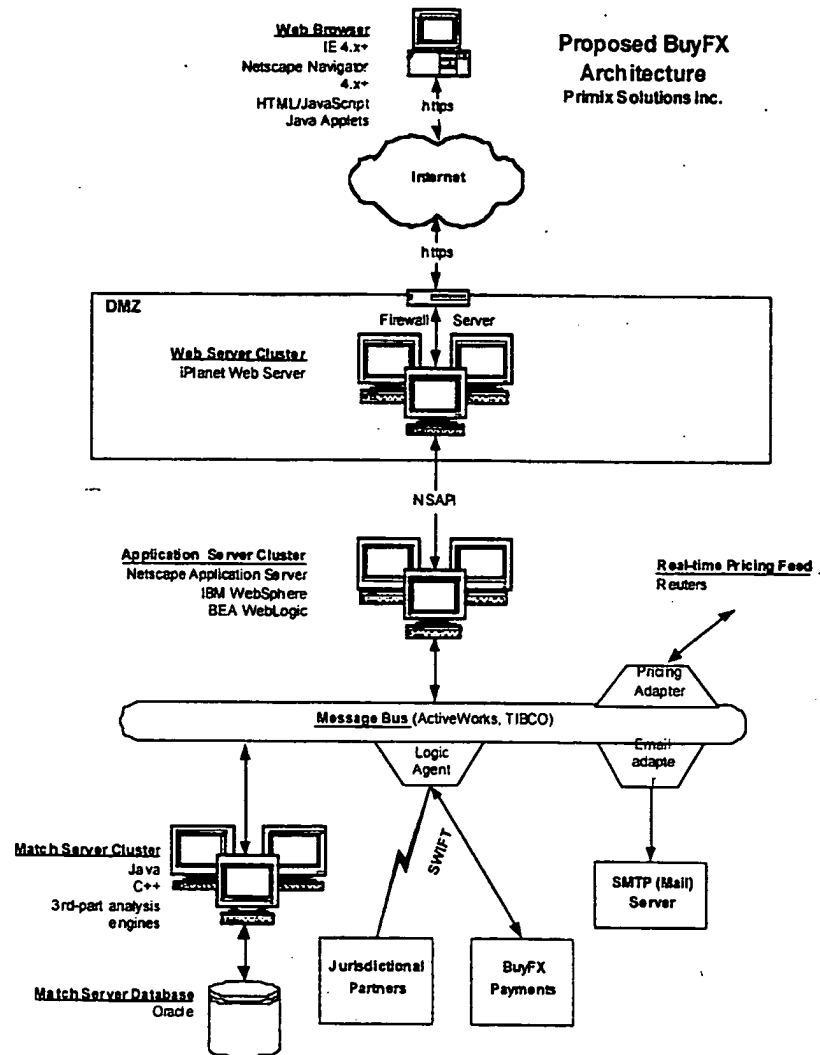 Proposed BuyFX
Architecture
Primix Solutions Inc.
Web Browser
IE 4.x+
Netscape Navigator
4.x+
HTML/JavaScript
Java Applets
https
Internet
https
DMZ
Firewall Server
Web Server Cluster
iPlanet Web Server
NSAPI
Application Server Cluster
Netscape Application Server
IBM WebSphere
BEA WebLogic
Real-time Pricing Feed
Reuters
Pricing
Adapter
Message Bus (ActiveWorks, TIBCO)
Logic
Agent
Email
adapte
r
Match Server Cluster
Java
C++
3rd-part analysis
engines
SWIFT
SMTP (Mail)
Server
Jurisdictional
Partners
BuyFX
Payments
Match Server Database
Oracle